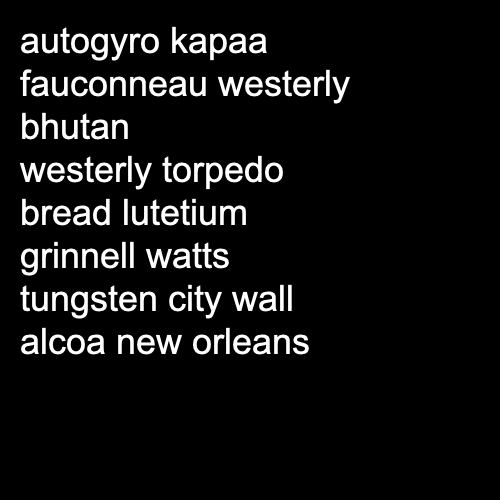 autogyro kapaa
fauconneau westerly
bhutan
westerly torpedo
bread lutetium
grinnell watts
tungsten city wall
alcoa new orleans